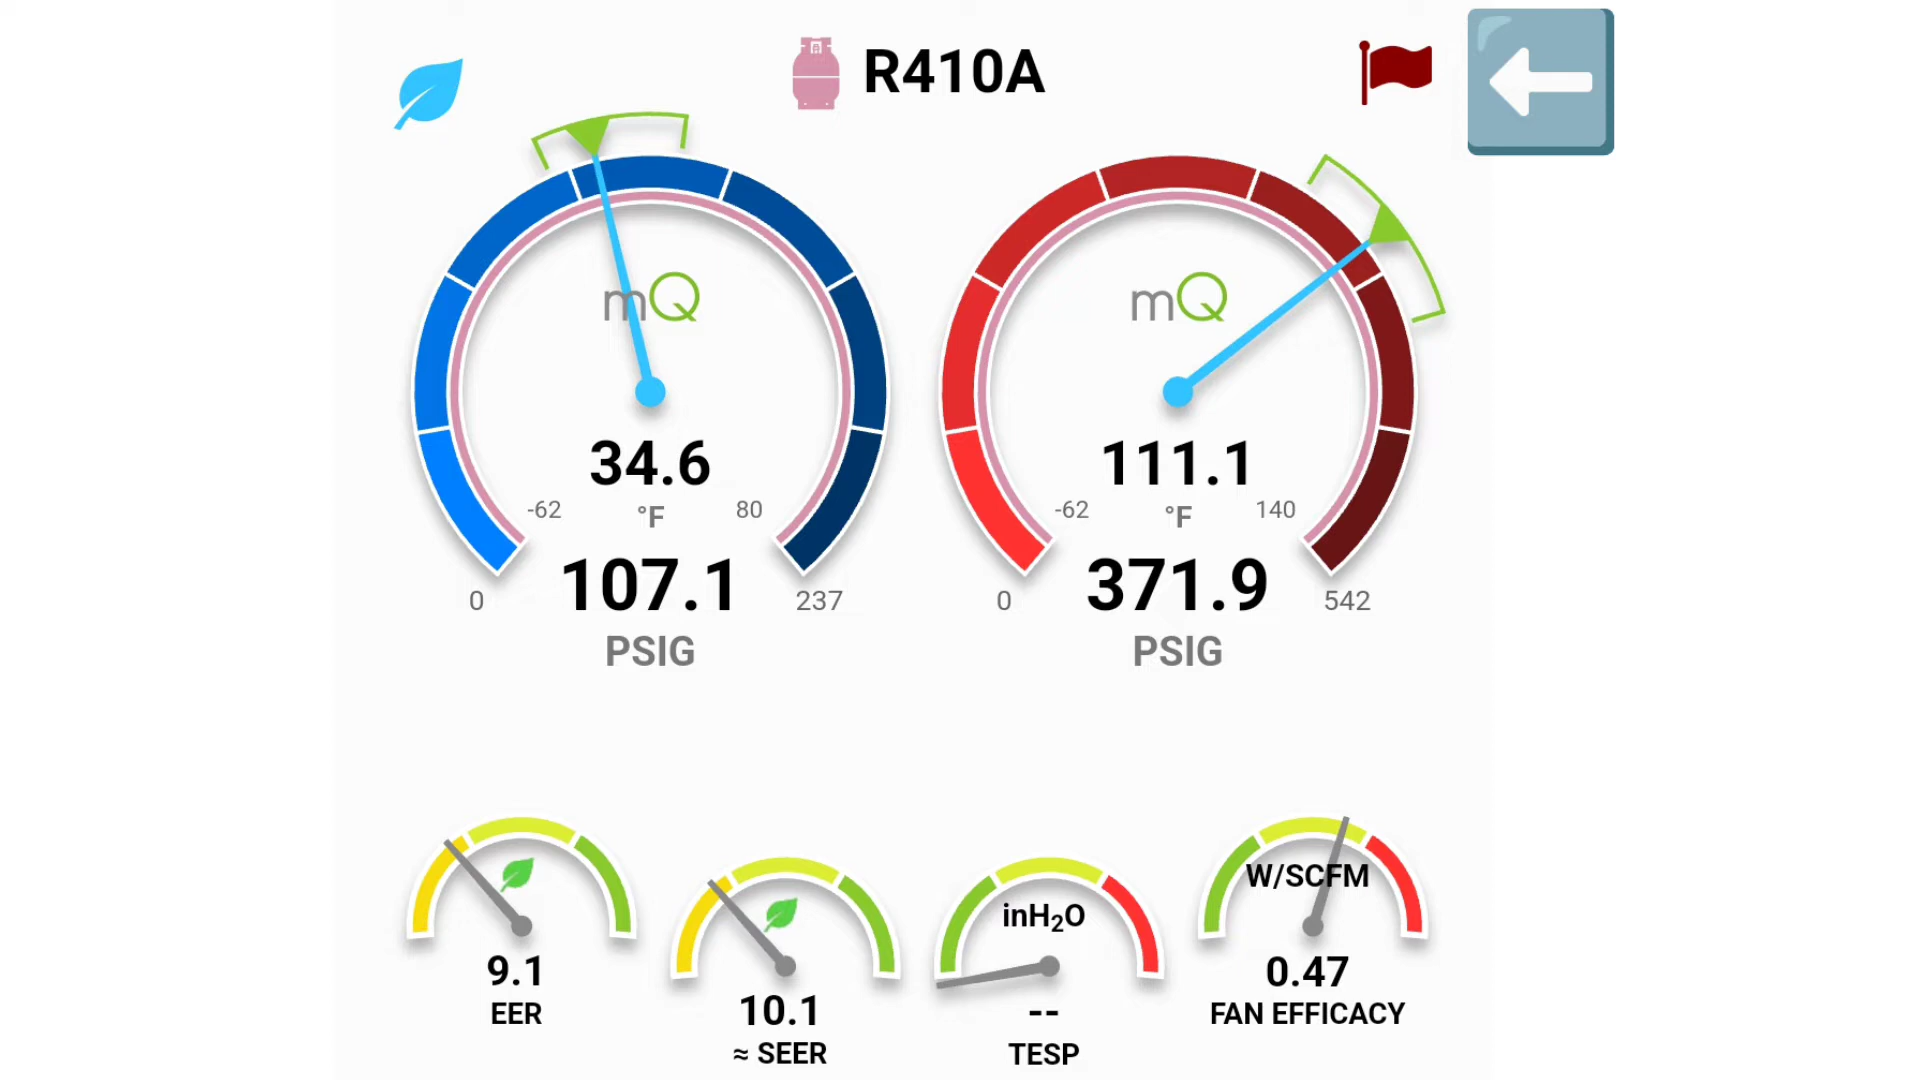 R410A
mQ
mQ
34.6
111.1
-62 °F 80
-62 °F 140
107.1
371.9
0 237
0 542
PSIG
PSIG
W/SCFM
inH₂O
9.1
0.47
EER
10.1
--
FAN EFFICACY
≈ SEER
TESP